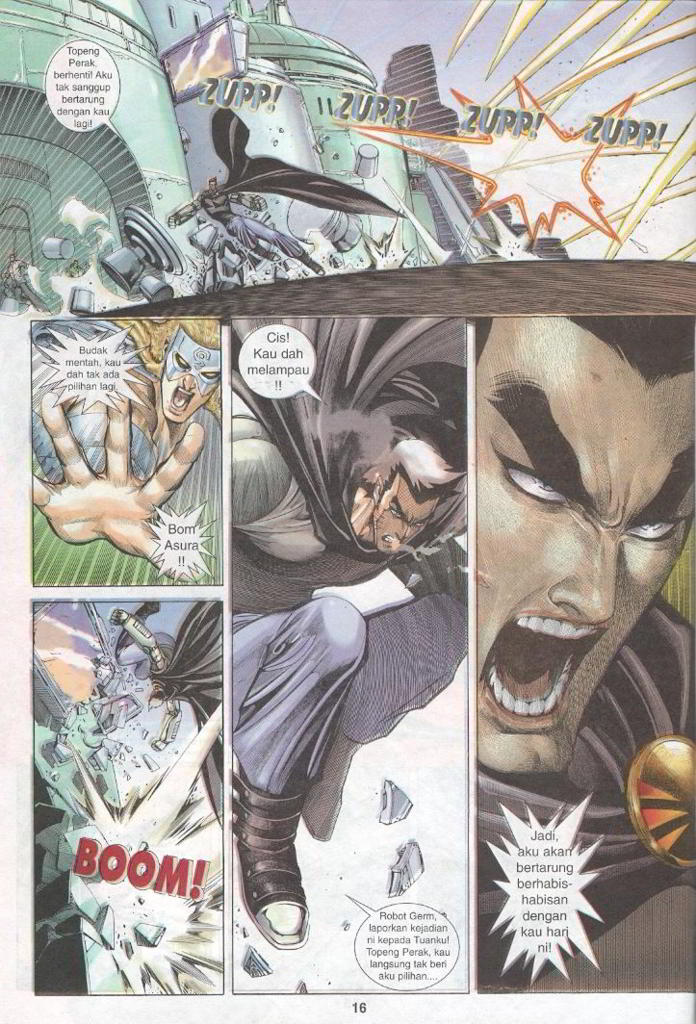 Topeng
Perak,
berhenti! Aku
tak sanggup
bertarung
dengan kau
lagi!
ZUPP!
ZUPP!
ZUPP!
ZUPP!
Budak
mentah, kau
dah tak ada
pilihan lagi.
Bom
Asura
!!
BOOM!
Cis!
Kau dah
melampau
!!
Robot Germ,
laporkan kejadian
ni kepada Tuanku!
Topeng Perak, kau
langsung tak beri
aku pilihan....
Jadi,
aku akan
bertarung
berhabis-
habisan
dengan
kau hari
ni!
16